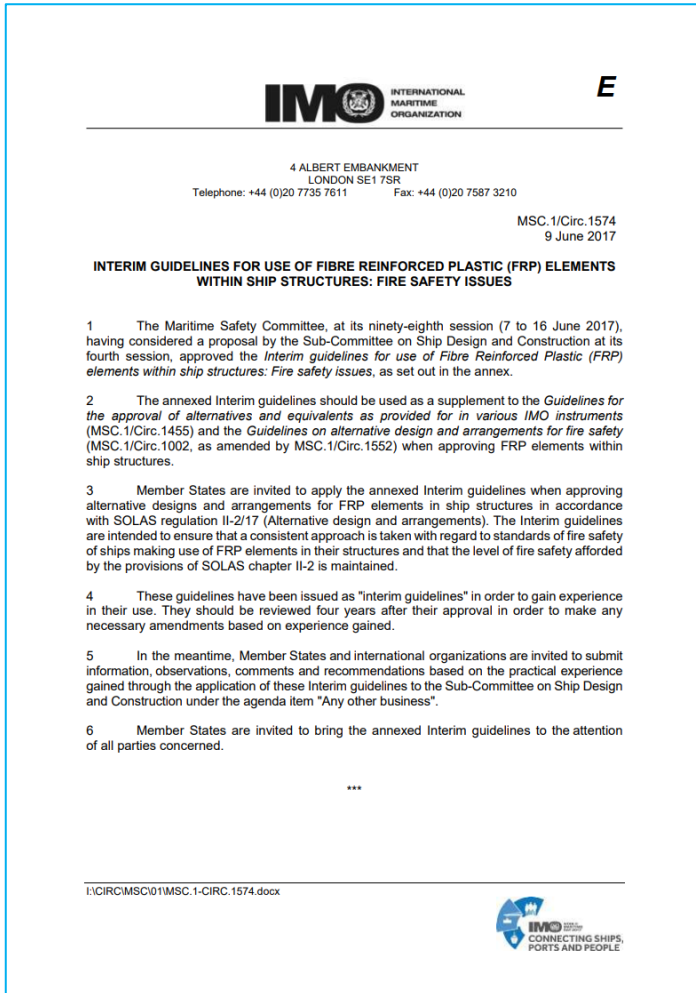 IMO
INTERNATIONAL
MARITIME
ORGANIZATION
E
4 ALBERT EMBANKMENT
LONDON SE1 7SR
Telephone: +44 (0)20 7735 7611 Fax: +44 (0)20 7587 3210
MSC.1/Circ.1574
9 June 2017
INTERIM GUIDELINES FOR USE OF FIBRE REINFORCED PLASTIC (FRP) ELEMENTS
WITHIN SHIP STRUCTURES: FIRE SAFETY ISSUES
1 The Maritime Safety Committee, at its ninety-eighth session (7 to 16 June 2017),
having considered a proposal by the Sub-Committee on Ship Design and Construction at its
fourth session, approved the Interim guidelines for use of Fibre Reinforced Plastic (FRP)
elements within ship structures: Fire safety issues, as set out in the annex.
2 The annexed Interim guidelines should be used as a supplement to the Guidelines for
the approval of alternatives and equivalents as provided for in various IMO instruments
(MSC.1/Circ.1455) and the Guidelines on alternative design and arrangements for fire safety
(MSC.1/Circ.1002, as amended by MSC.1/Circ.1552) when approving FRP elements within
ship structures.
3 Member States are invited to apply the annexed Interim guidelines when approving
alternative designs and arrangements for FRP elements in ship structures in accordance
with SOLAS regulation II-2/17 (Alternative design and arrangements). The Interim guidelines
are intended to ensure that a consistent approach is taken with regard to standards of fire safety
of ships making use of FRP elements in their structures and that the level of fire safety afforded
by the provisions of SOLAS chapter II-2 is maintained.
4 These guidelines have been issued as "interim guidelines" in order to gain experience
in their use. They should be reviewed four years after their approval in order to make any
necessary amendments based on experience gained.
5 In the meantime, Member States and international organizations are invited to submit
information, observations, comments and recommendations based on the practical experience
gained through the application of these Interim guidelines to the Sub-Committee on Ship Design
and Construction under the agenda item "Any other business".
6 Member States are invited to bring the annexed Interim guidelines to the attention
of all parties concerned.
***
I:\CIRC\MSC\01\MSC.1-CIRC.1574.docx
IMO
CONNECTING SHIPS,
PORTS AND PEOPLE